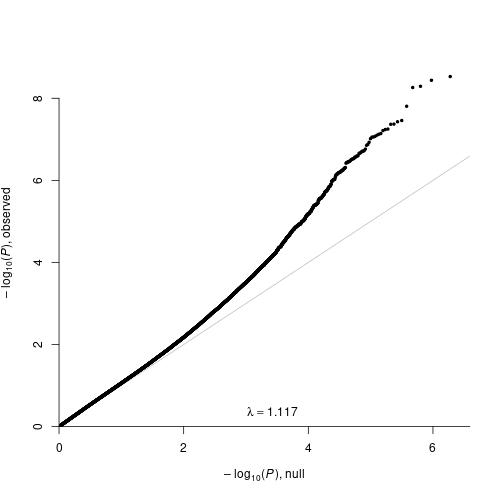 8
6
4
2
0
− log₁₀(P), observed
λ = 1.117
0 2 4 6
− log₁₀(P), null